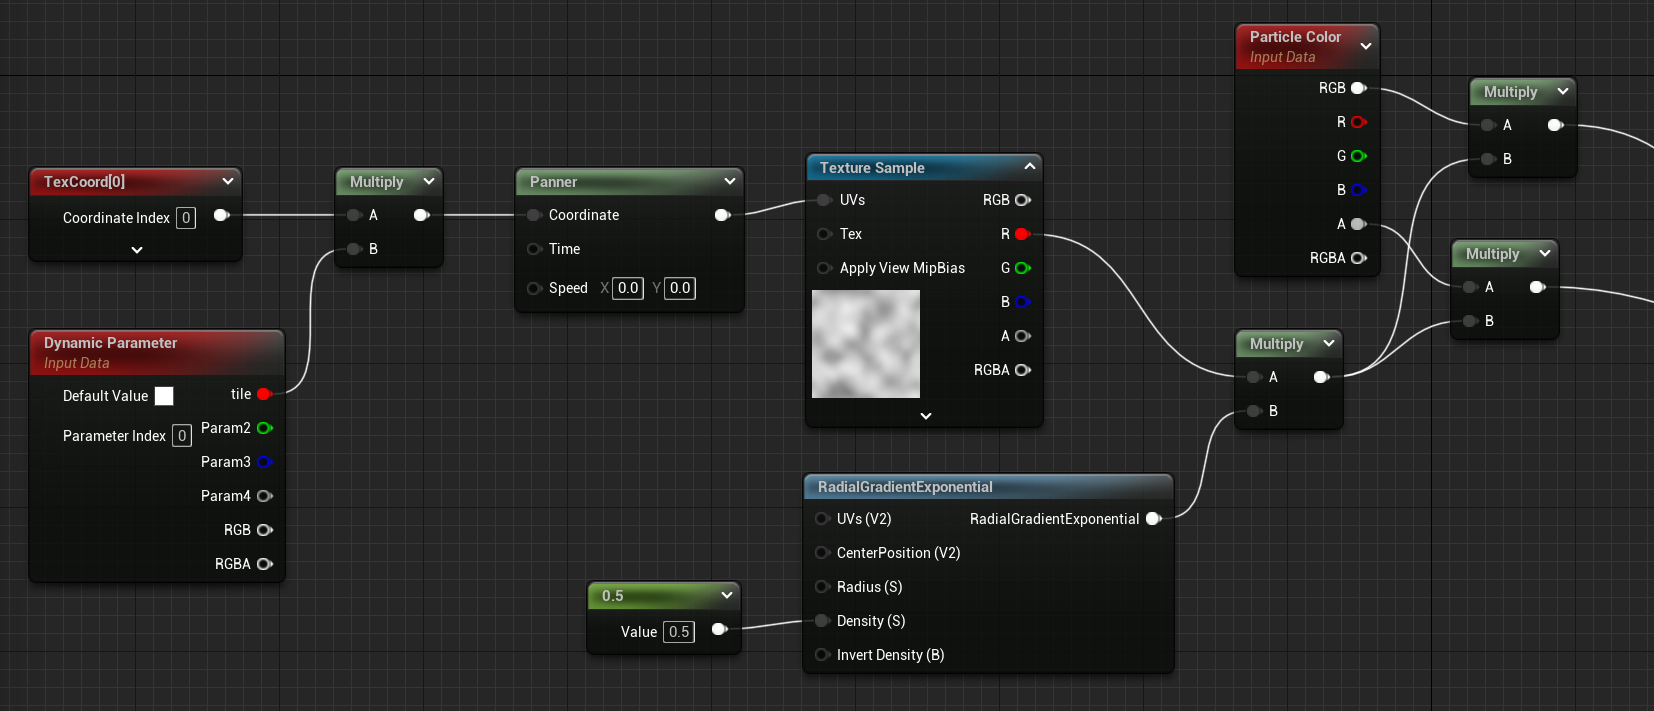 Particle Color
Input Data
RGB
R
G
B
A
RGBA
Multiply
A
B
TexCoord[0]
Coordinate Index 0
Multiply
A
B
Panner
Coordinate
Time
Speed X 0.0 Y 0.0
Texture Sample
UVs RGB
Tex R
Apply View MipBias G
B
A
RGBA
Multiply
A
B
Dynamic Parameter
Input Data
Default Value tile
Parameter Index 0 Param2
Param3
Param4
RGB
RGBA
Multiply
A
B
RadialGradientExponential
UVs (V2) RadialGradientExponential
CenterPosition (V2)
Radius (S)
Density (S)
Invert Density (B)
0.5
Value 0.5